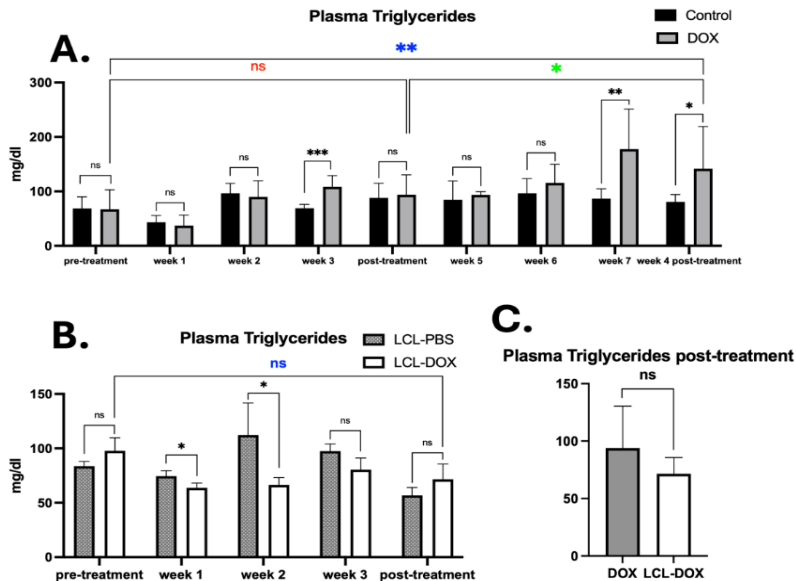 Plasma Triglycerides
Control
DOX
A.
**
ns
*
300
200
100
0
mg/dl
ns
ns
ns
***
ns
ns
ns
**
*
pre-treatment week 1 week 2 week 3 post-treatment week 5 week 6 week 7 week 4 post-treatment
B.
Plasma Triglycerides
LCL-PBS
LCL-DOX
ns
150
100
50
0
mg/dl
ns
*
*
ns
ns
pre-treatment week 1 week 2 week 3 post-treatment
C.
Plasma Triglycerides post-treatment
ns
150
100
50
0
DOX LCL-DOX